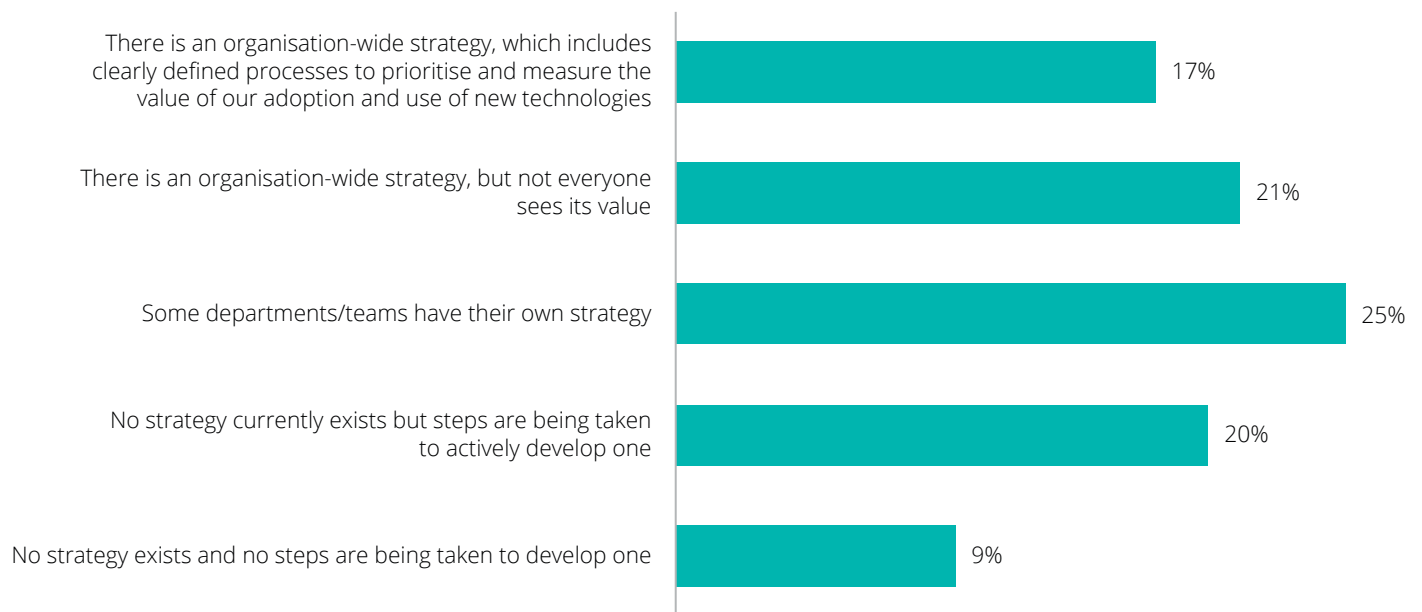 There is an organisation-wide strategy, which includes
clearly defined processes to prioritise and measure the
value of our adoption and use of new technologies
17%
There is an organisation-wide strategy, but not everyone
sees its value
21%
Some departments/teams have their own strategy
25%
No strategy currently exists but steps are being taken
to actively develop one
20%
No strategy exists and no steps are being taken to develop one
9%